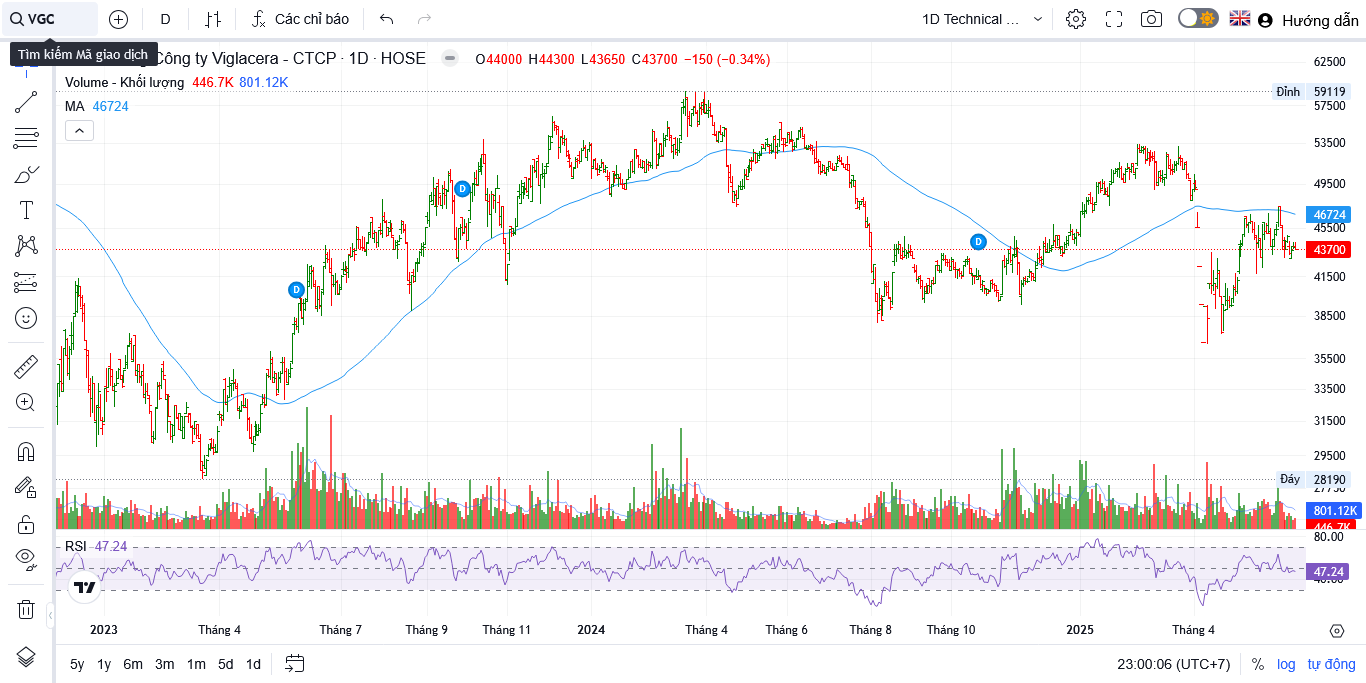 VGC
D
Các chỉ báo
1D Technical ...
Hướng dẫn
Tìm kiếm Mã giao dịch
Công ty Viglacera - CTCP · 1D · HOSE
O44000 H44300 L43650 C43700 −150 (−0.34%)
Volume - Khối lượng 446.7K 801.12K
MA 46724
62500
Đỉnh 59119
57500
53500
49500
46724
45500
43700
41500
38500
35500
33500
31500
29500
Đáy 28190
27750
801.12K
446.7K
D
D
D
RSI 47.24
80.00
47.24
40.00
2023
Tháng 4
Tháng 7
Tháng 9
Tháng 11
2024
Tháng 4
Tháng 6
Tháng 8
Tháng 10
2025
Tháng 4
5y 1y 6m 3m 1m 5d 1d
23:00:06 (UTC+7)
% log tự động